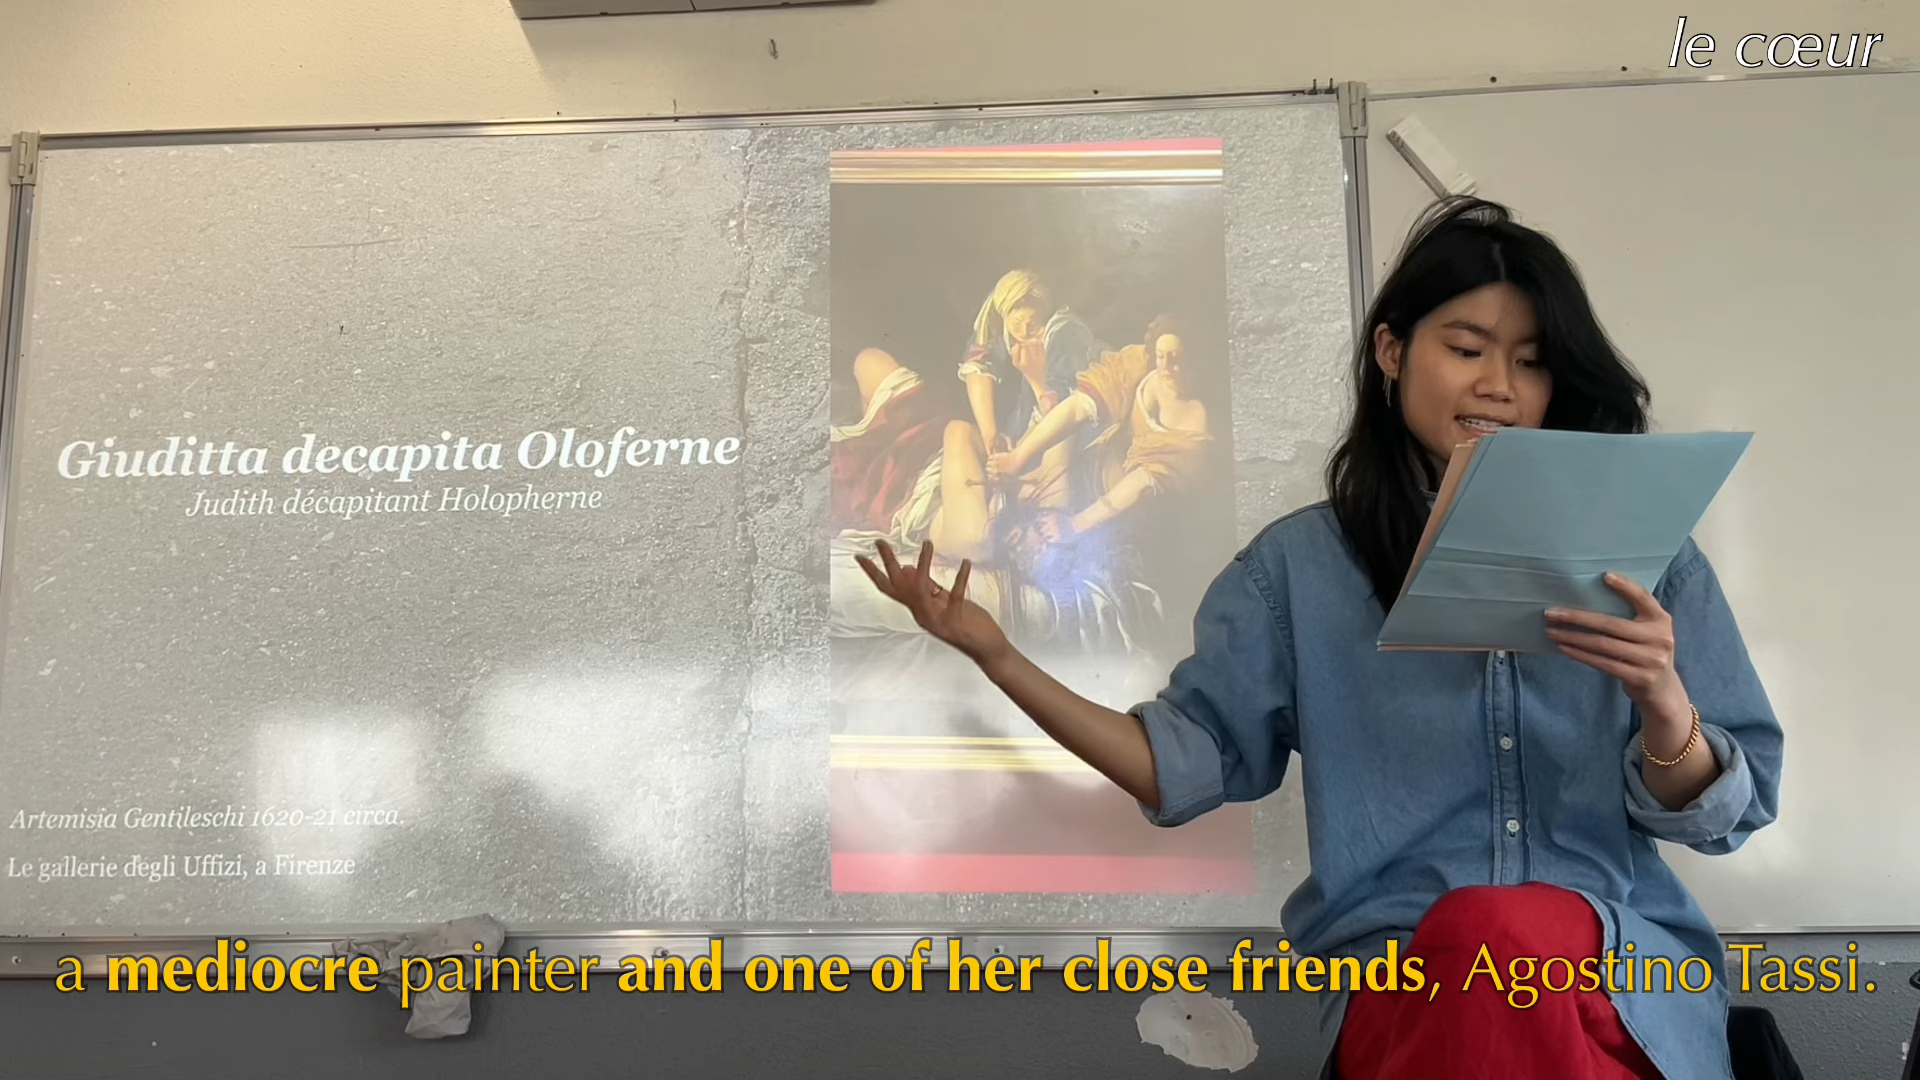 le cœur
Giuditta decapita Oloferne
Judith décapitant Holopherne
Artemisia Gentileschi 1620-21 circa.
Le gallerie degli Uffizi, a Firenze
a mediocre painter and one of her close friends, Agostino Tassi.